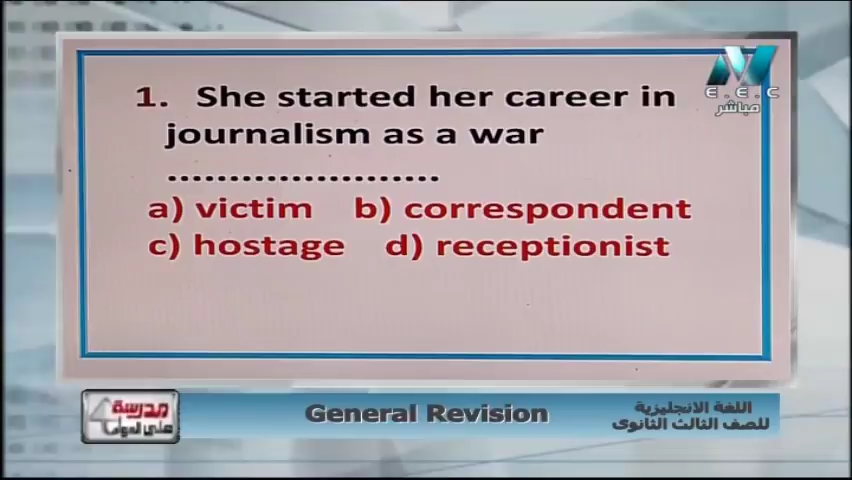 E.E.C
مباشر
1. She started her career in
journalism as a war
........................
a) victim b) correspondent
c) hostage d) receptionist
مدرسة
على الهواء
General Revision
اللغة الانجليزية
للصف الثالث الثانوى